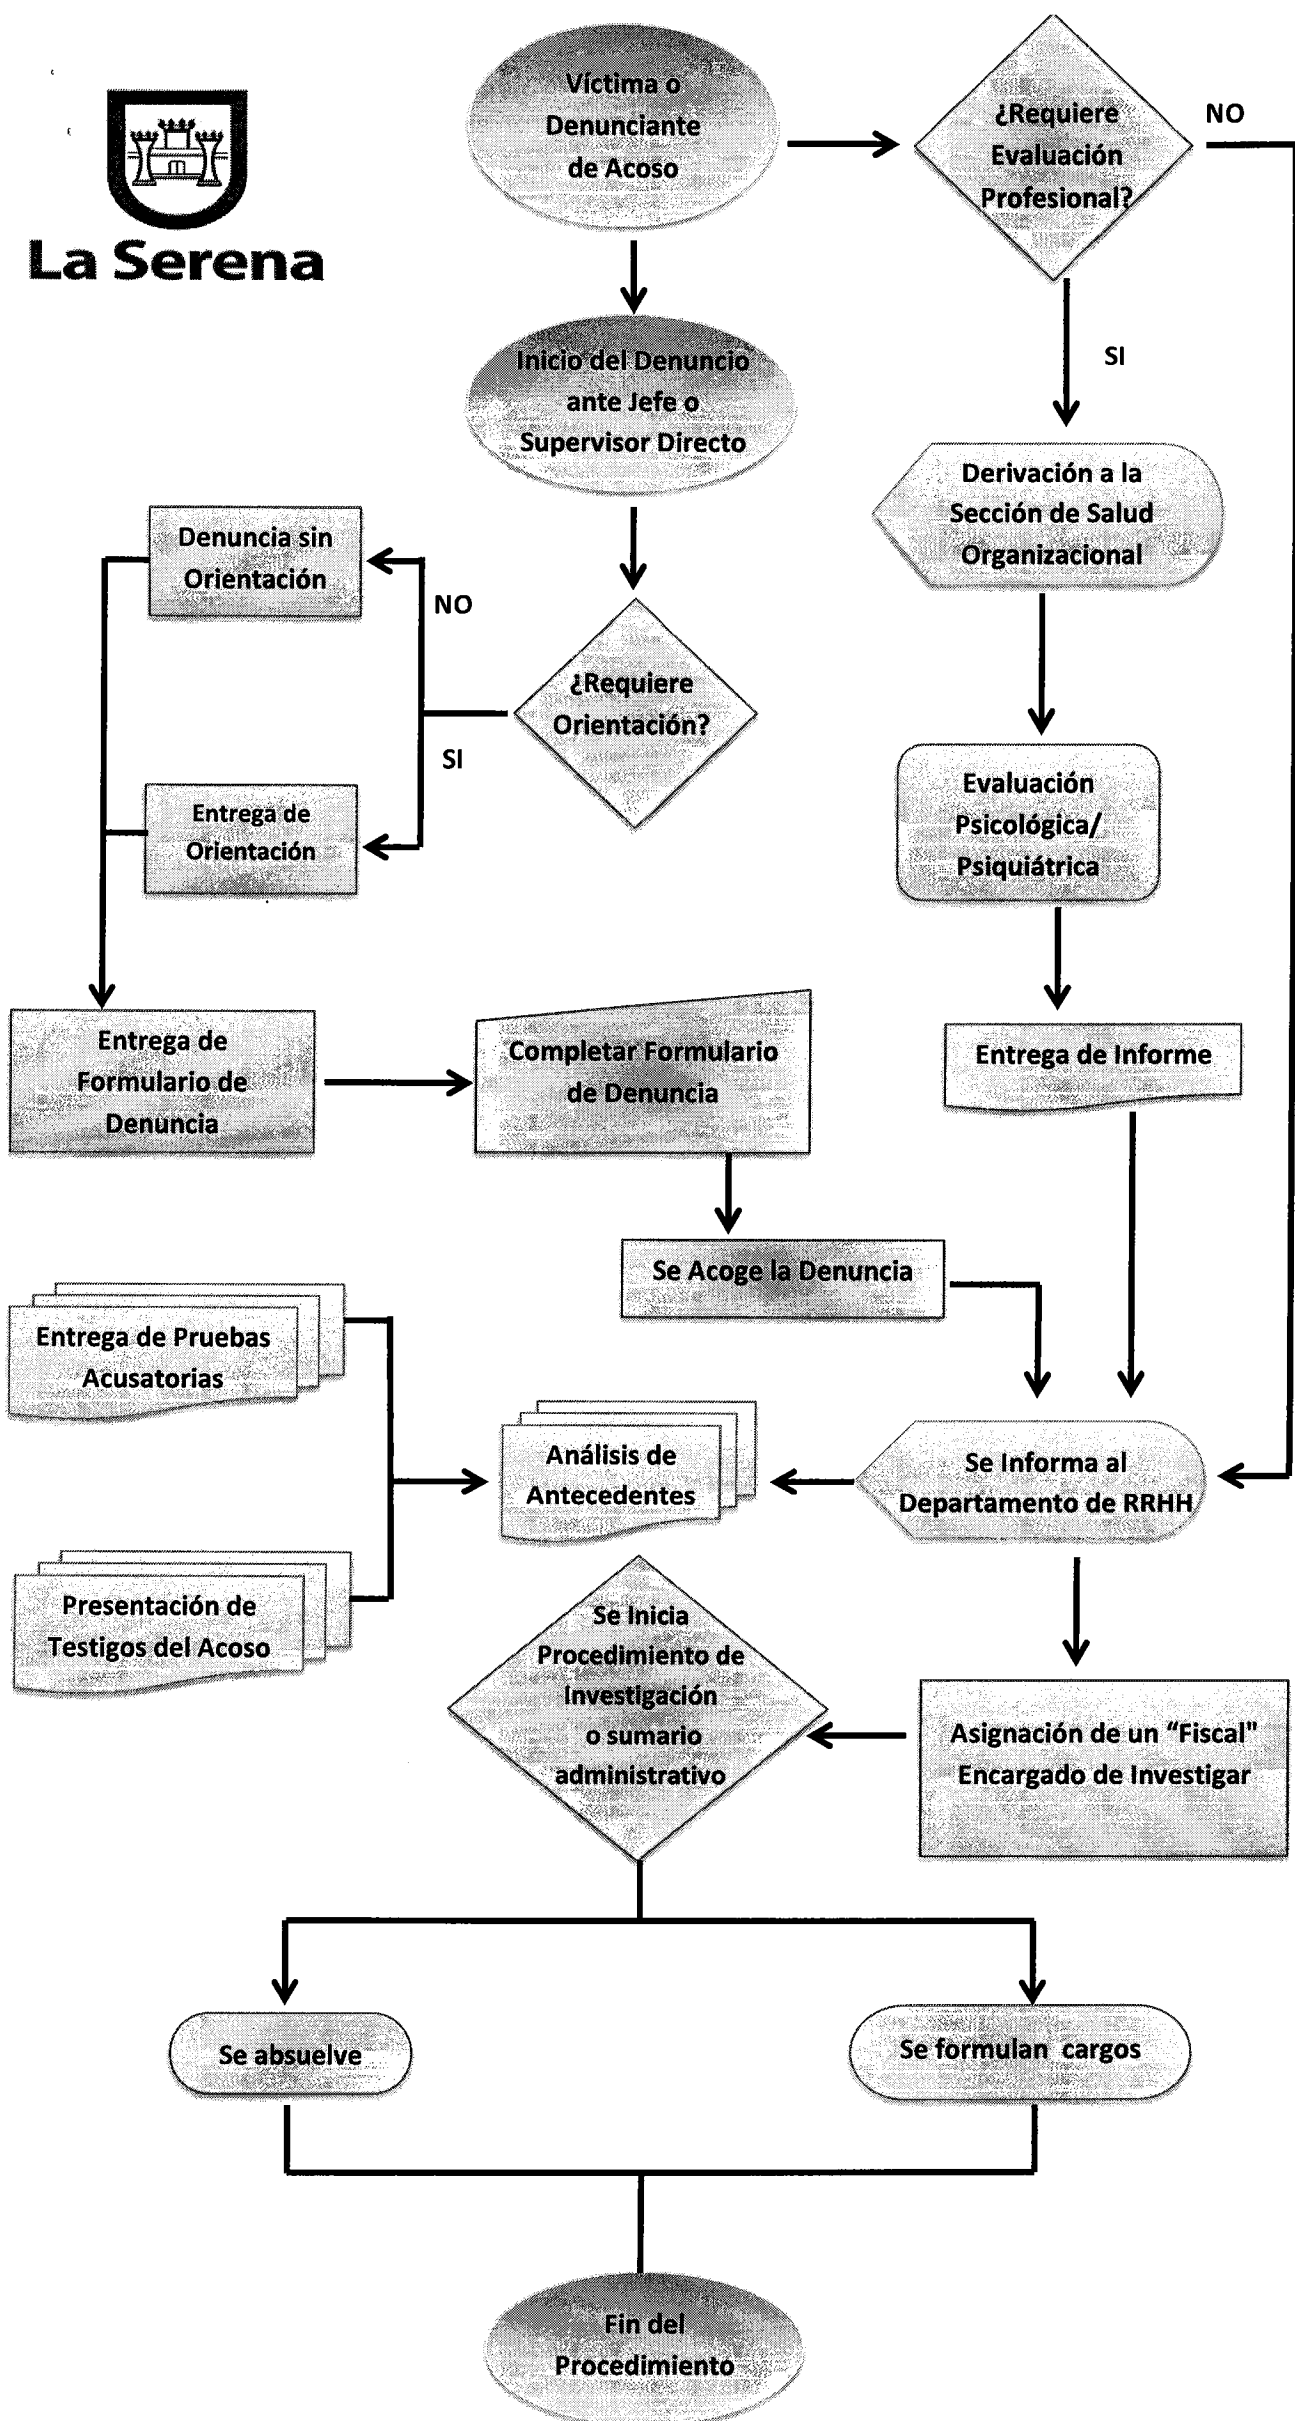 La Serena
Víctima o
Denunciante
de Acoso
¿Requiere
Evaluación
Profesional?
NO
SI
Inicio del Denuncio
ante Jefe o
Supervisor Directo
Derivación a la
Sección de Salud
Organizacional
Denuncia sin
Orientación
NO
¿Requiere
Orientación?
SI
Entrega de
Orientación
Evaluación
Psicológica/
Psiquiátrica
Entrega de
Formulario de
Denuncia
Completar Formulario
de Denuncia
Entrega de Informe
Se Acoge la Denuncia
Entrega de Pruebas
Acusatorias
Análisis de
Antecedentes
Se Informa al
Departamento de RRHH
Presentación de
Testigos del Acoso
Se Inicia
Procedimiento de
Investigación
o sumario
administrativo
Asignación de un “Fiscal"
Encargado de Investigar
Se absuelve
Se formulan cargos
Fin del
Procedimiento